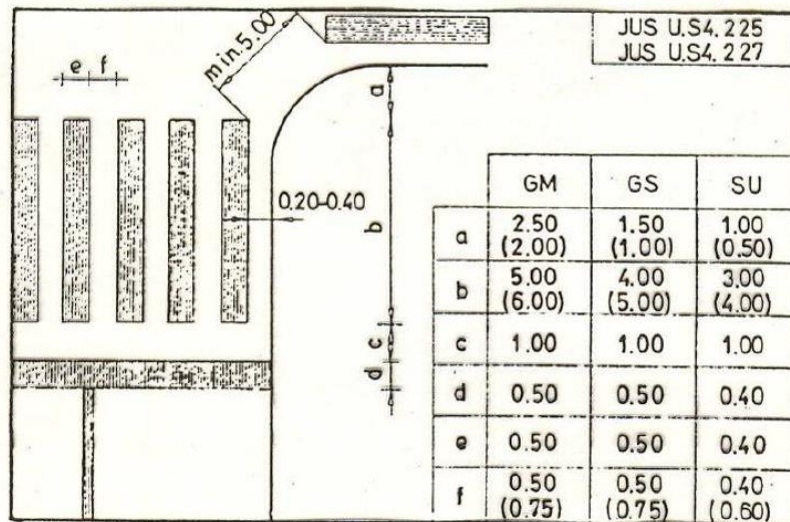 JUS U.S4.225
JUS U.S4.227
min.5.00
e f
a
0.20-0.40
b
c
d
GM GS SU
a 2.50 1.50 1.00
(2.00) (1.00) (0.50)
b 5.00 4.00 3.00
(6.00) (5.00) (4.00)
c 1.00 1.00 1.00
d 0.50 0.50 0.40
e 0.50 0.50 0.40
f 0.50 0.50 0.40
(0.75) (0.75) (0.60)